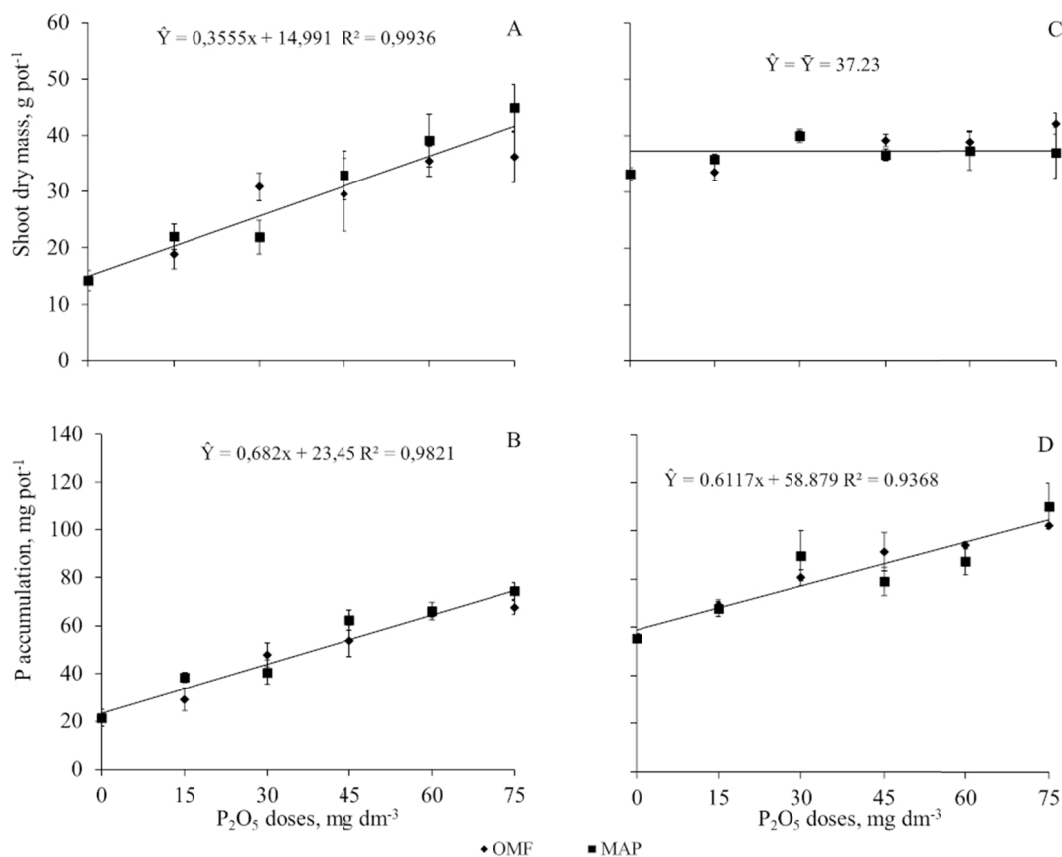 A
Ŷ = 0,3555x + 14,991 R² = 0,9936
Shoot dry mass, g pot⁻¹
60
50
40
30
20
10
0
C
Ŷ = Ȳ = 37.23
B
Ŷ = 0,682x + 23,45 R² = 0,9821
P accumulation, mg pot⁻¹
140
120
100
80
60
40
20
0
0 15 30 45 60 75
P₂O₅ doses, mg dm⁻³
D
Ŷ = 0.6117x + 58.879 R² = 0.9368
0 15 30 45 60 75
P₂O₅ doses, mg dm⁻³
OMF MAP